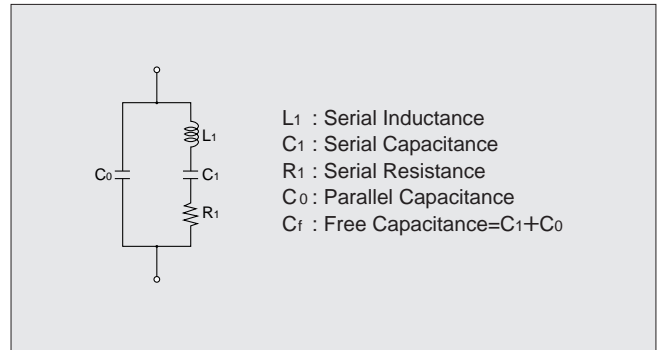 L1
C0
C1
R1
L1 : Serial Inductance
C1 : Serial Capacitance
R1 : Serial Resistance
C0 : Parallel Capacitance
Cf : Free Capacitance=C1+C0